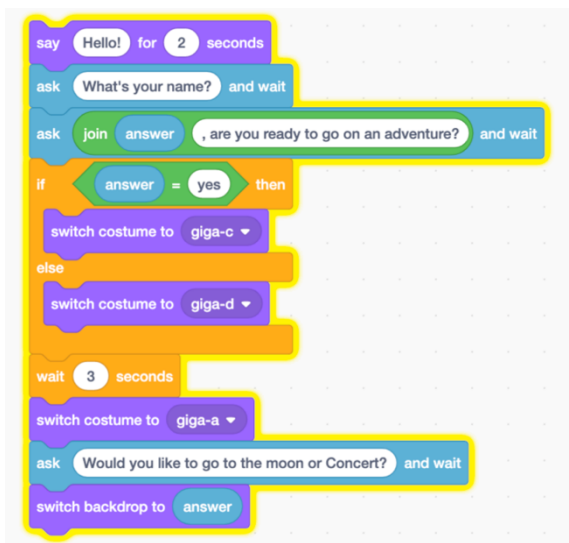 say Hello! for 2 seconds
ask What's your name? and wait
ask join answer , are you ready to go on an adventure? and wait
if answer = yes then
switch costume to giga-c
else
switch costume to giga-d
wait 3 seconds
switch costume to giga-a
ask Would you like to go to the moon or Concert? and wait
switch backdrop to answer